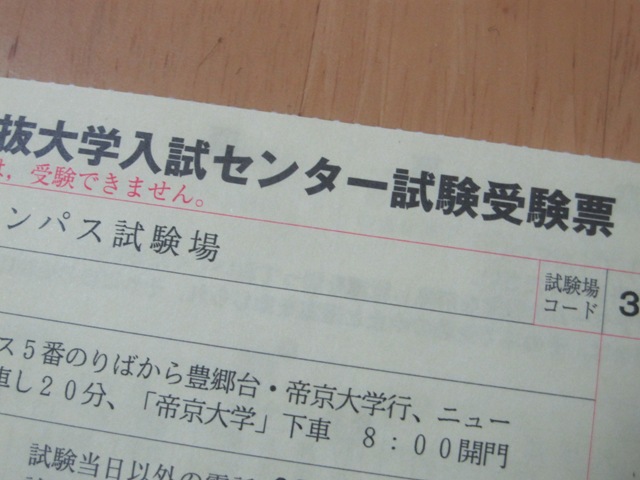 抜大学入試センター試験受験票
、受験できません。
ンパス試験場
試験場
コード
3
ス5番のりばから豊郷台・帝京大学行、ニュー
直し20分、「帝京大学」下車 8:00開門
試験当日以外の電話